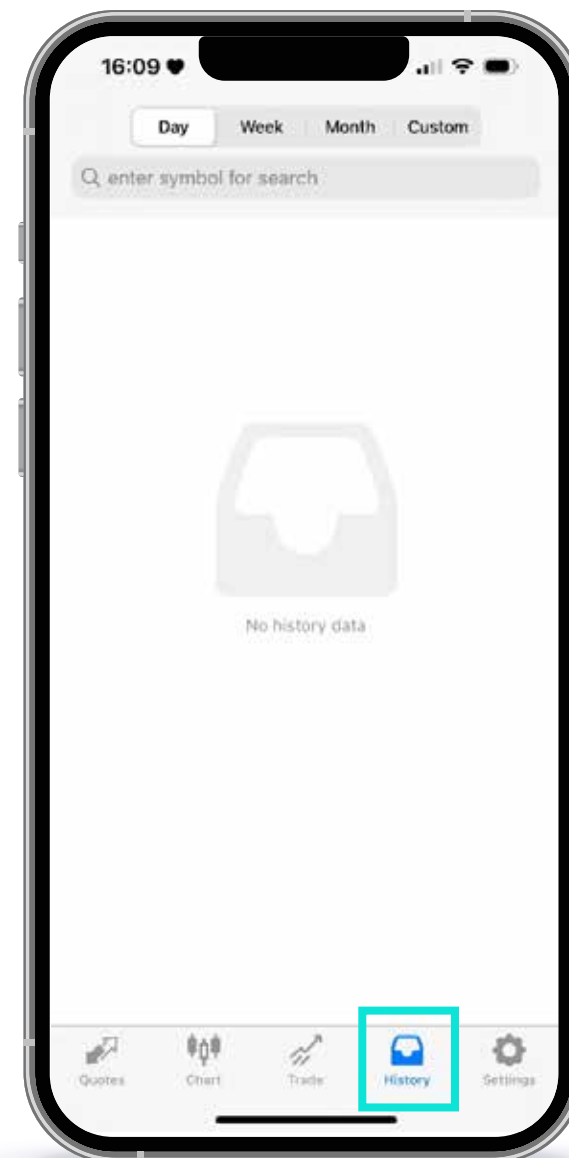 16:09
Day Week Month Custom
enter symbol for search
No history data
Quotes Chart Trade History Settings